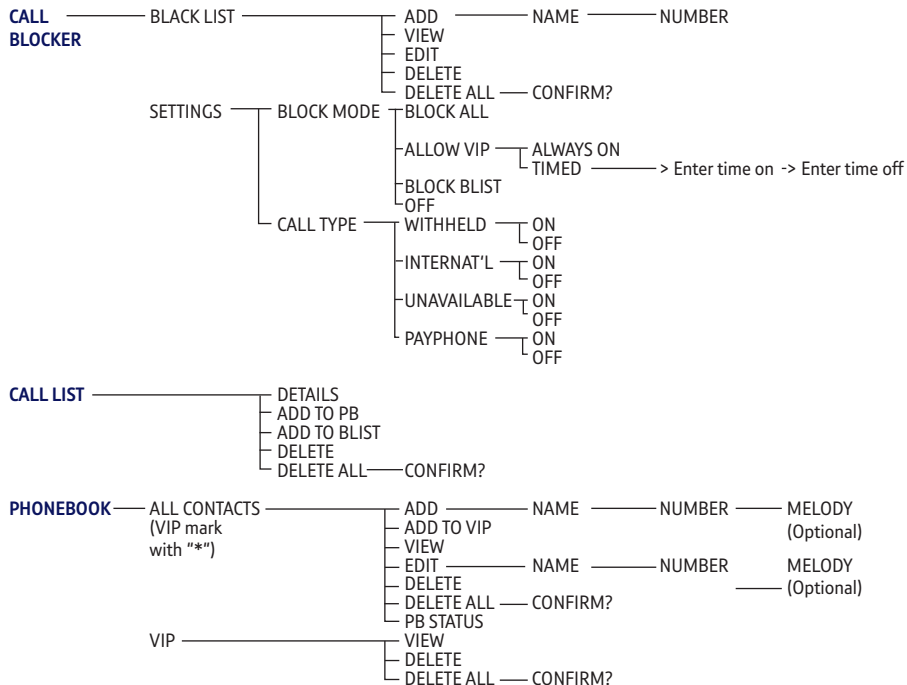 CALL BLACK LIST ADD NAME NUMBER
BLOCKER VIEW
EDIT
DELETE
DELETE ALL CONFIRM?
SETTINGS BLOCK MODE BLOCK ALL
ALLOW VIP ALWAYS ON
TIMED > Enter time on -> Enter time off
BLOCK BLIST
OFF
CALL TYPE WITHHELD ON
OFF
INTERNAT'L ON
OFF
UNAVAILABLE ON
OFF
PAYPHONE ON
OFF
CALL LIST DETAILS
ADD TO PB
ADD TO BLIST
DELETE
DELETE ALL CONFIRM?
PHONEBOOK ALL CONTACTS ADD NAME NUMBER MELODY
(VIP mark ADD TO VIP (Optional)
with "*") VIEW
EDIT NAME NUMBER MELODY
DELETE (Optional)
DELETE ALL CONFIRM?
PB STATUS
VIP VIEW
DELETE
DELETE ALL CONFIRM?